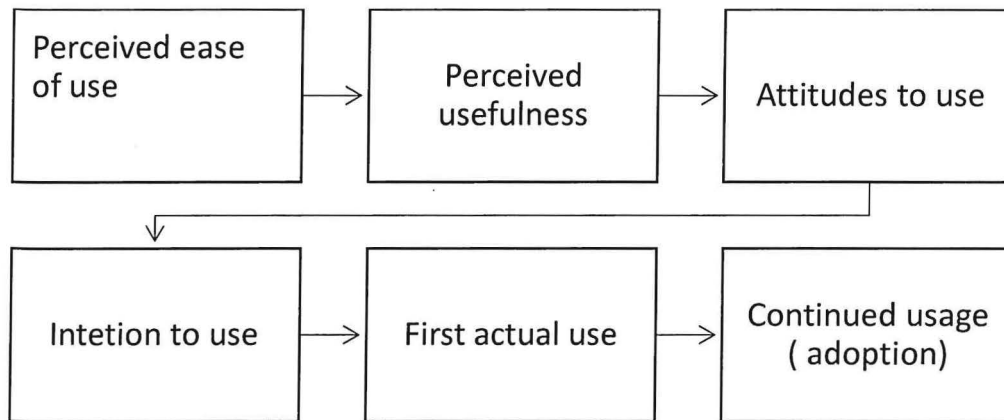 Perceived ease
of use
Perceived
usefulness
Attitudes to use
Intetion to use
First actual use
Continued usage
( adoption)